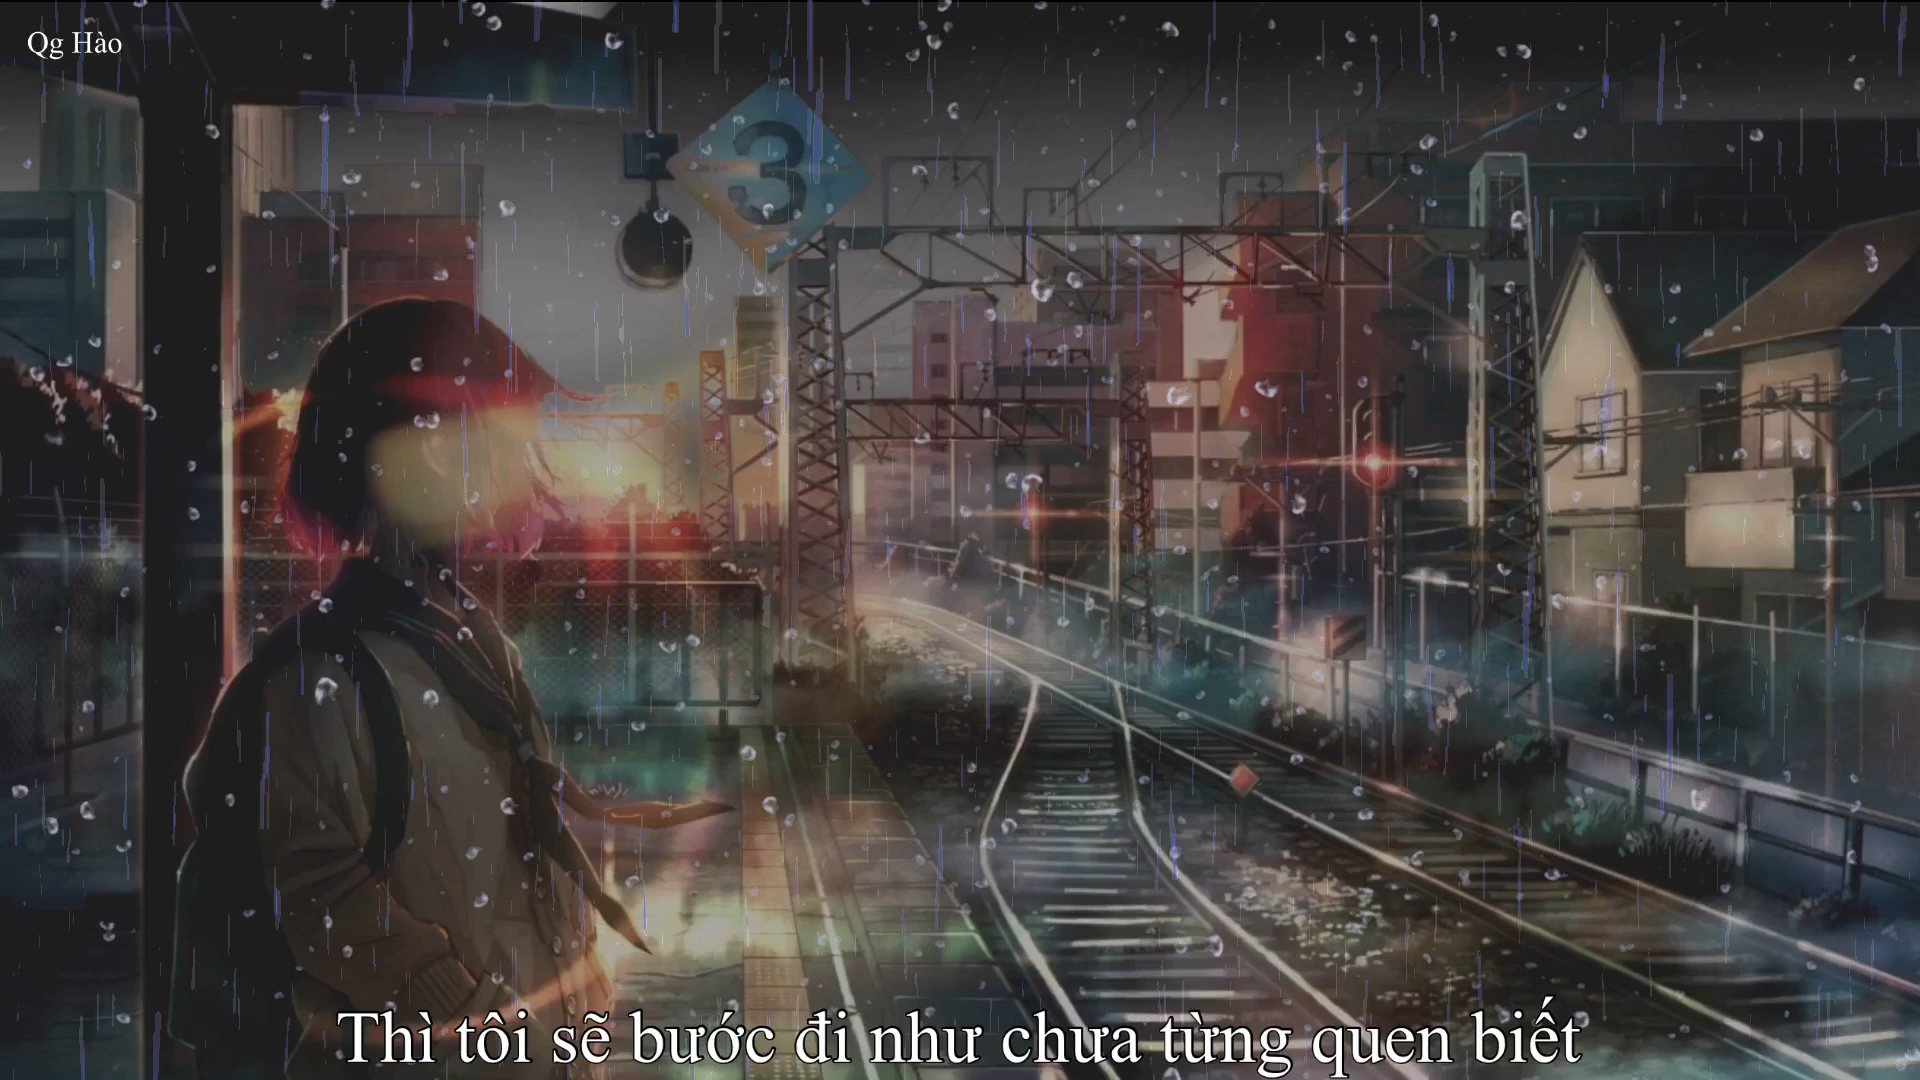 Qg Hào
3
Thì tôi sẽ bước đi như chưa từng quen biết